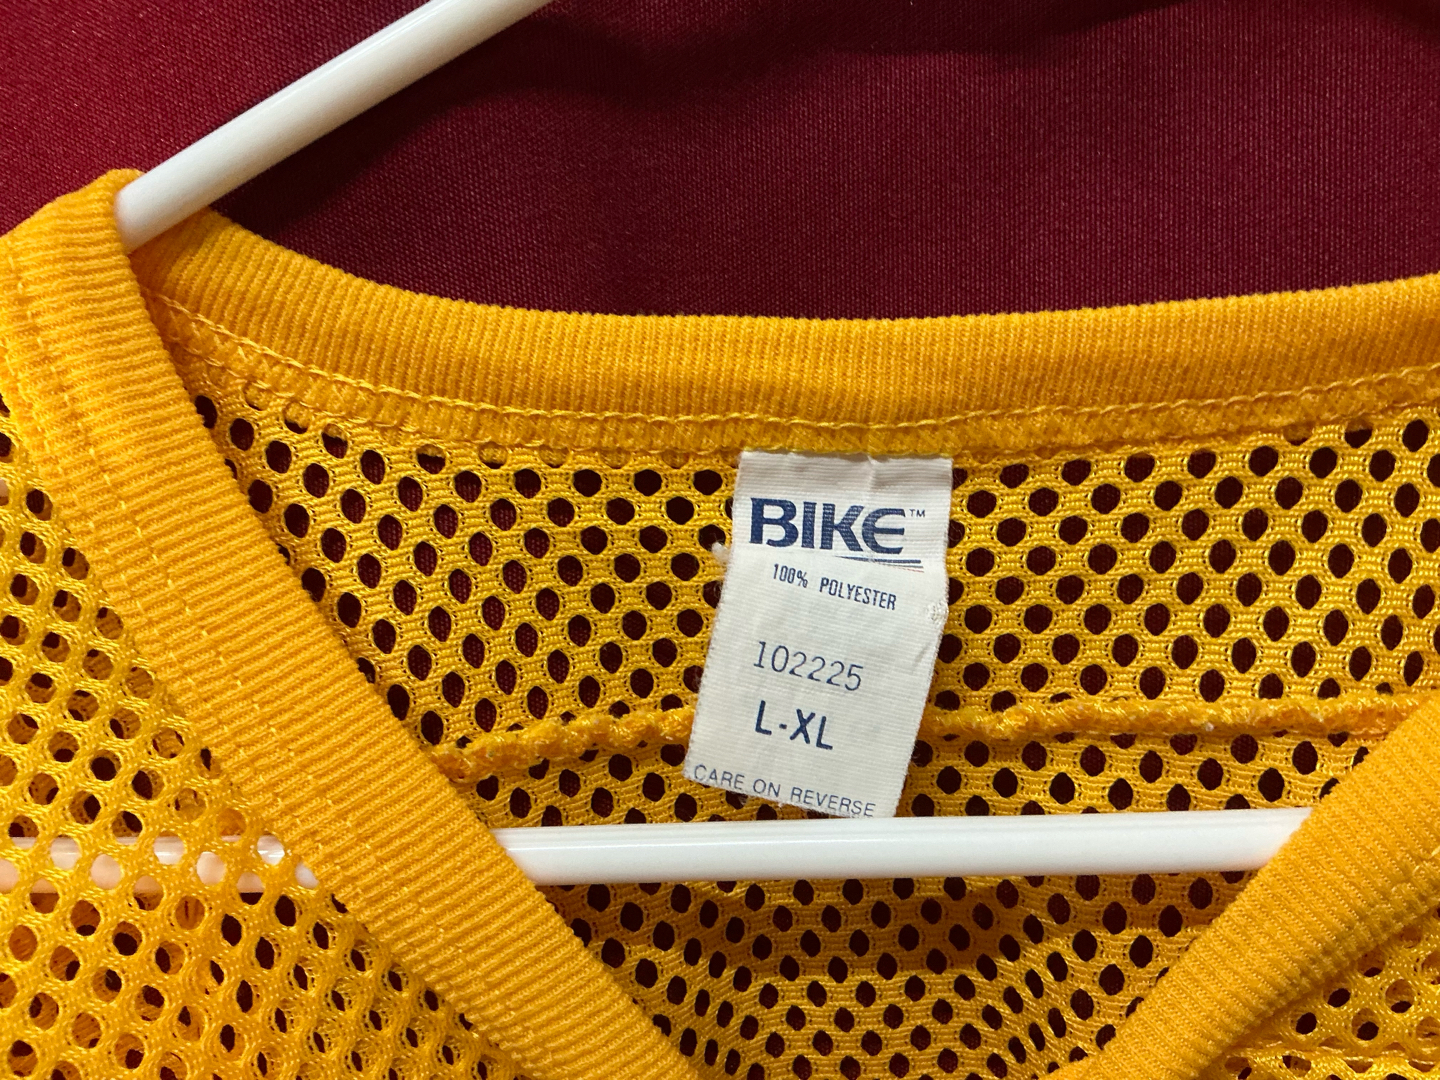 BIKE™
100% POLYESTER
102225
L-XL
CARE ON REVERSE